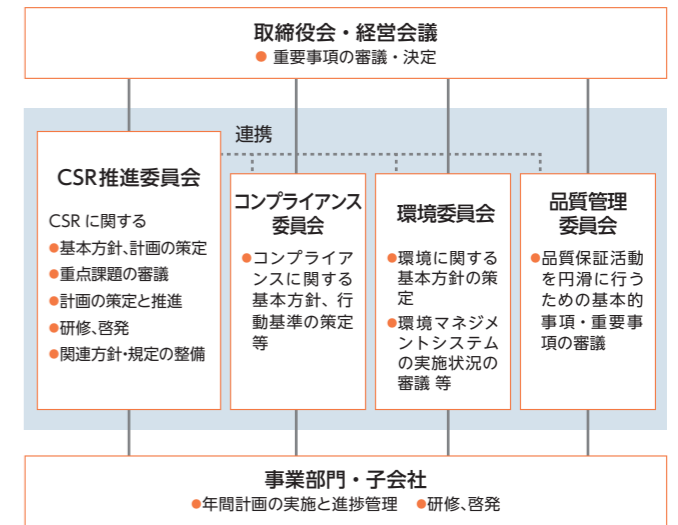 取締役会・経営会議
● 重要事項の審議・決定
連携
CSR推進委員会
CSR に関する
●基本方針、計画の策定
●重点課題の審議
●計画の策定と推進
●研修、啓発
●関連方針・規定の整備
コンプライアンス
委員会
●コンプライア
ンスに関する
基本方針、行
動基準の策定
等
環境委員会
●環境に関する
基本方針の策
定
●環境マネジメ
ントシステム
の実施状況の
審議 等
品質管理
委員会
●品質保証活動
を円滑に行う
ための基本的
事項・重要事
項の審議
事業部門・子会社
●年間計画の実施と進捗管理 ●研修、啓発